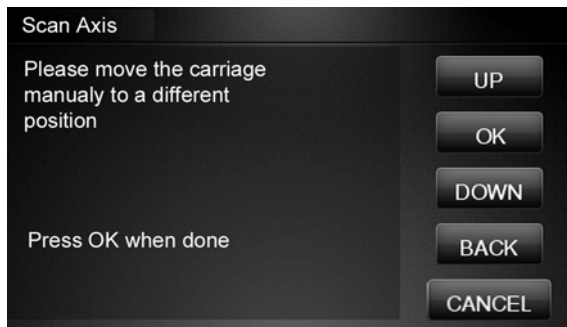 Scan Axis
Please move the carriage
manualy to a different
position
Press OK when done
UP
OK
DOWN
BACK
CANCEL